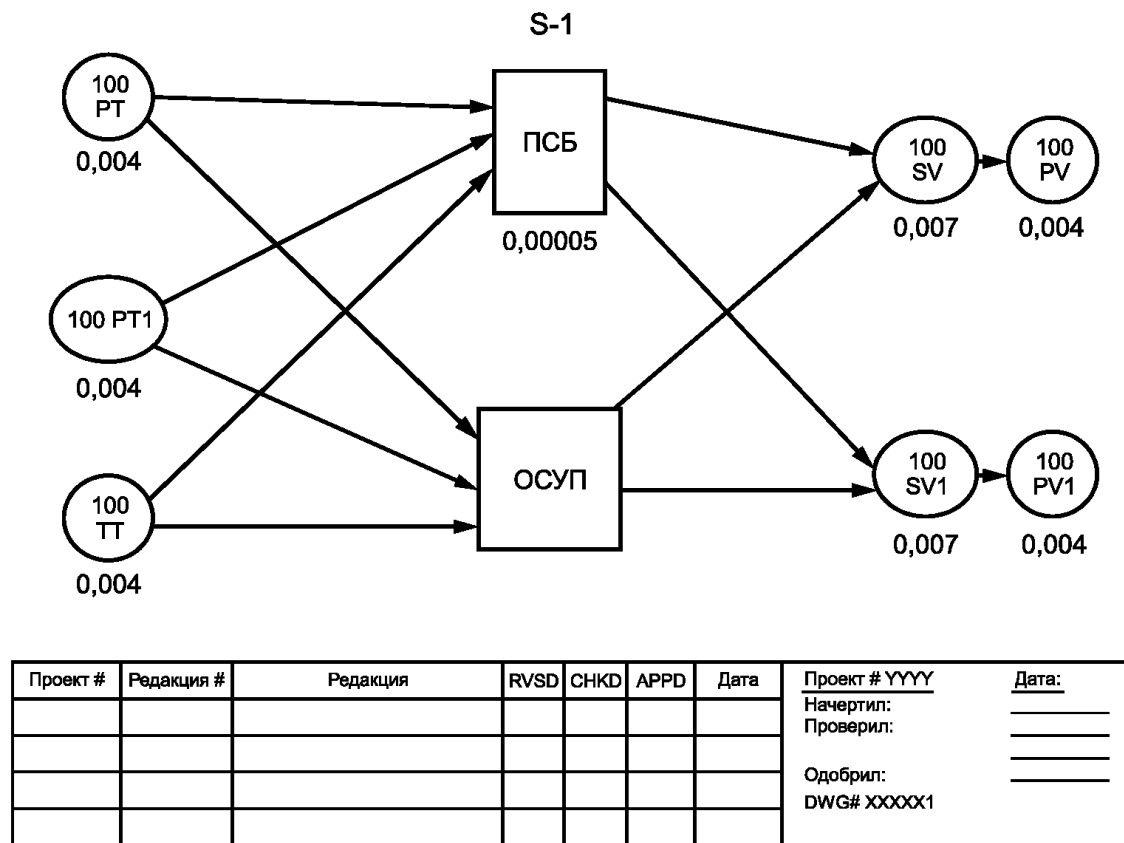 S-1
100
PT
0,004
100 PT1
0,004
100
TT
0,004
ПСБ
0,00005
ОСУП
100
SV
0,007
100
PV
0,004
100
SV1
0,007
100
PV1
0,004
Проект # Редакция # Редакция RVSD CHKD APPD Дата
Проект # YYYY Дата:
Начертил:
Проверил:
Одобрил:
DWG# XXXXX1